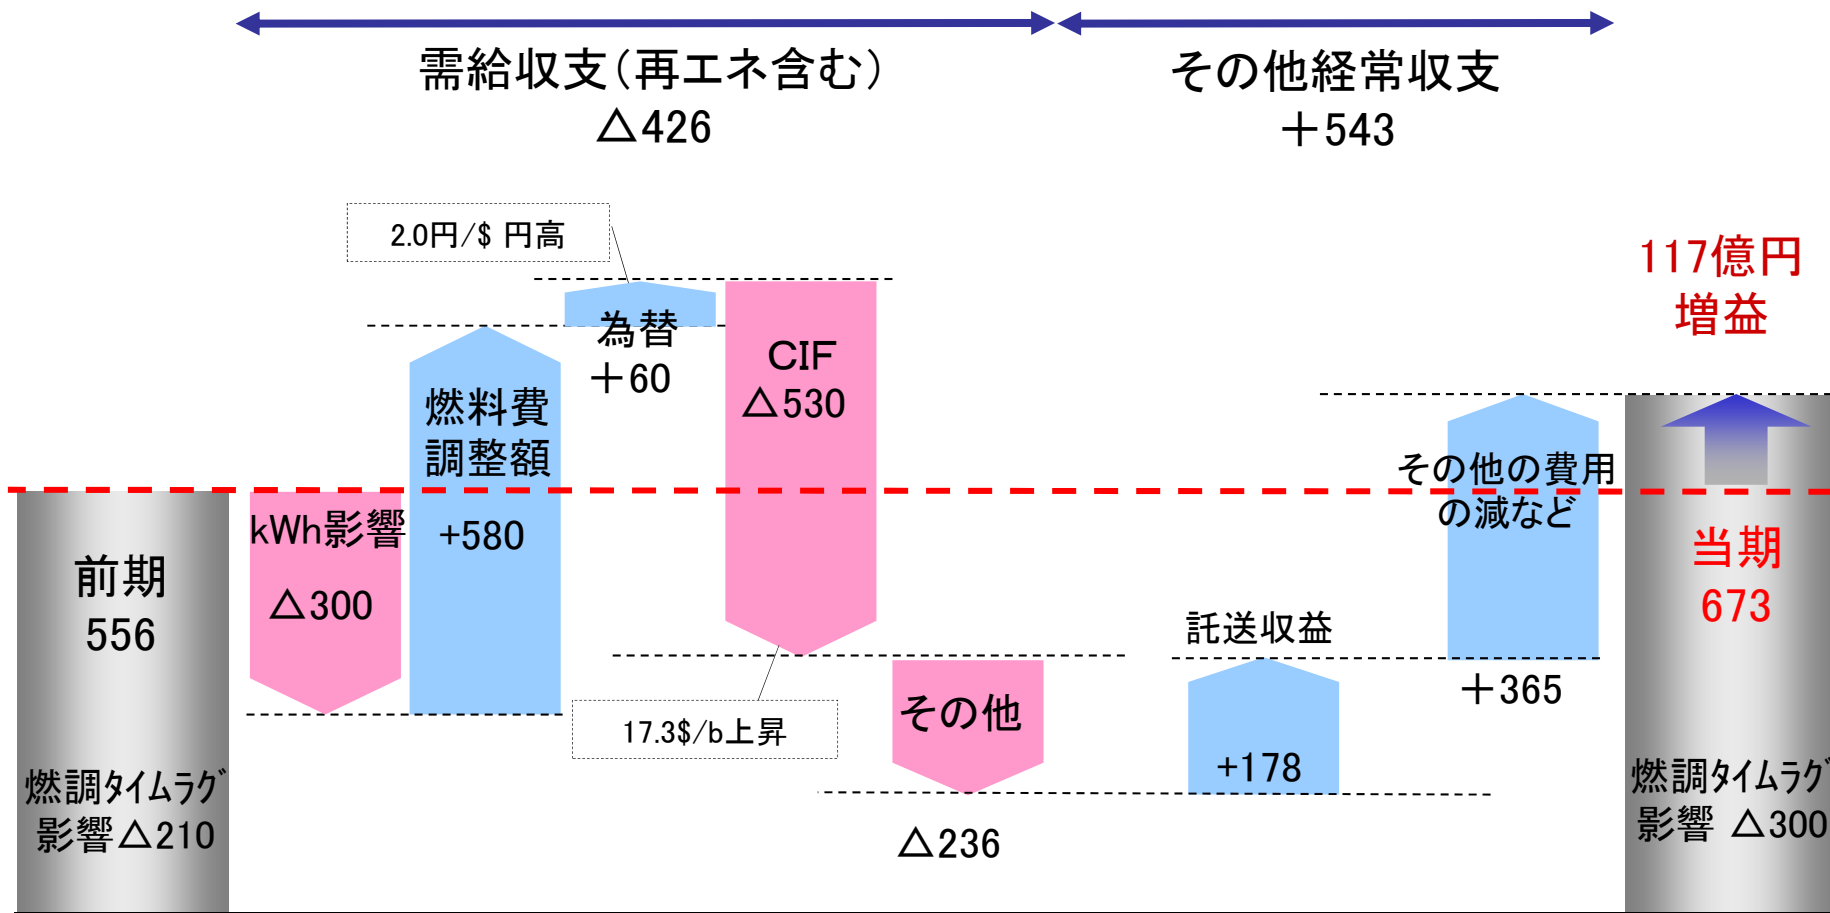 需給収支（再エネ含む）
△426
その他経常収支
＋543
2.0円/$ 円高
117億円
増益
為替
＋60
CIF
△530
燃料費
調整額
+580
kWh影響
△300
その他の費用
の減など
＋365
前期
556
当期
673
託送収益
+178
その他
△236
17.3$/b上昇
燃調ﾀｲﾑﾗｸﾞ
影響△210
燃調ﾀｲﾑﾗｸﾞ
影響 △300